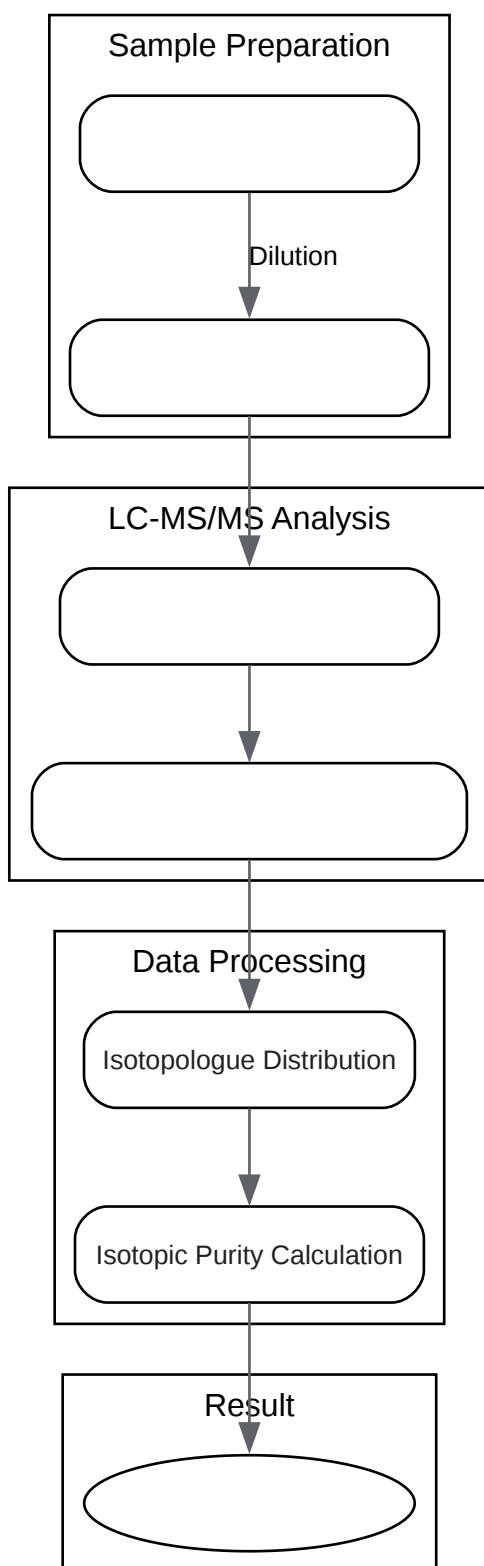 Sample Preparation
Dilution
LC-MS/MS Analysis
Data Processing
Isotopologue Distribution
Isotopic Purity Calculation
Result